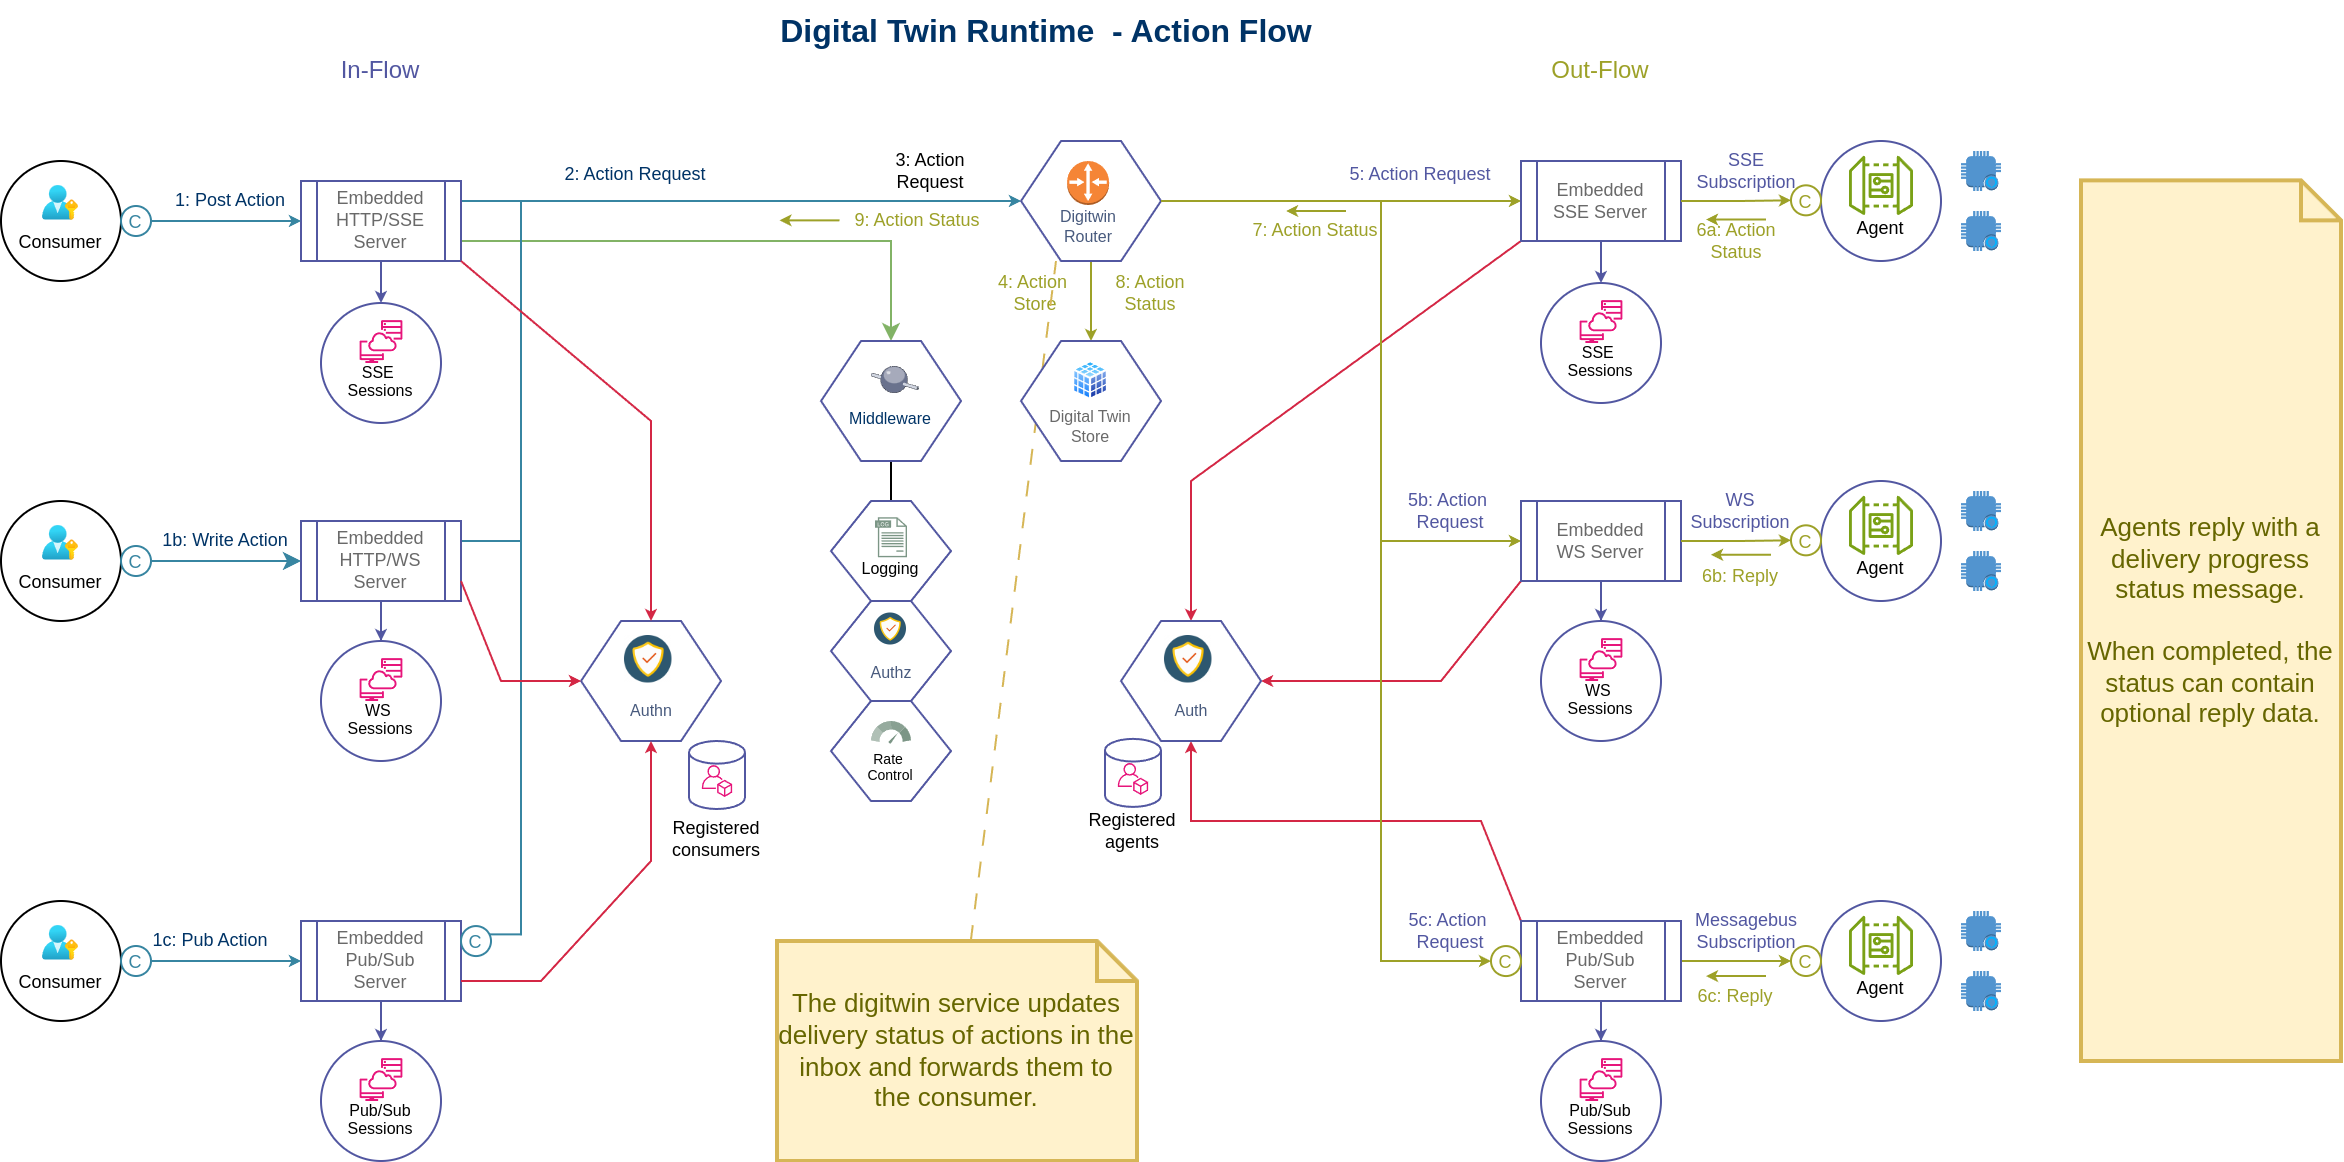 Digital Twin Runtime  - Action Flow
In-Flow
Out-Flow
1: Post Action
C
Consumer
Embedded
HTTP/SSE
Server
SSE
Sessions
2: Action Request
3: Action
Request
9: Action Status
Digitwin
Router
4: Action
Store
8: Action
Status
5: Action Request
7: Action Status
Embedded
SSE Server
SSE
Subscription
6a: Action
Status
C
Agent
SSE
Sessions
Middleware
Digital Twin
Store
Logging
Authz
Rate
Control
1b: Write Action
C
Consumer
Embedded
HTTP/WS
Server
WS
Sessions
Authn
Registered
consumers
Auth
Registered
agents
5b: Action
Request
Embedded
WS Server
WS
Subscription
6b: Reply
C
Agent
WS
Sessions
1c: Pub Action
C
Consumer
Embedded
Pub/Sub
Server
C
Pub/Sub
Sessions
The digitwin service updates
delivery status of actions in the
inbox and forwards them to
the consumer.
5c: Action
Request
C
Embedded
Pub/Sub
Server
Messagebus
Subscription
6c: Reply
C
Agent
Pub/Sub
Sessions
Agents reply with a
delivery progress
status message.
When completed, the
status can contain
optional reply data.